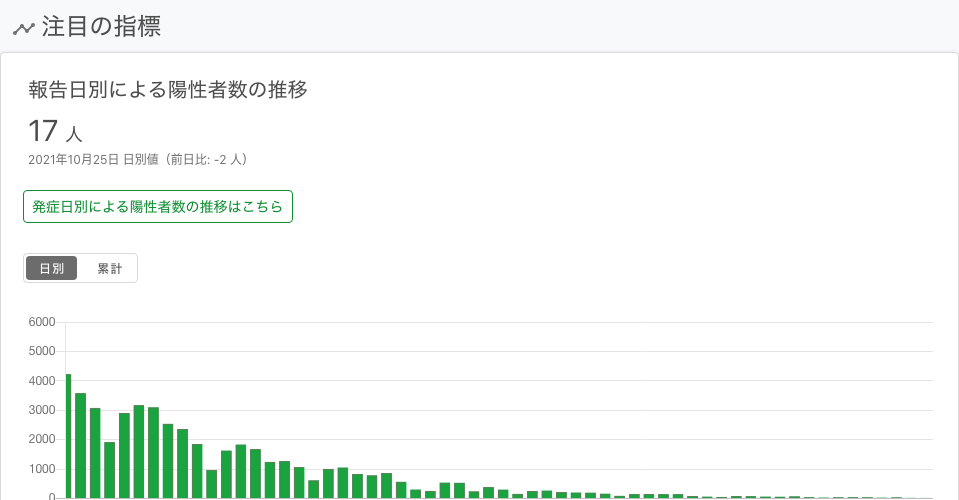 注目の指標
報告日別による陽性者数の推移
17 人
2021年10月25日 日別値（前日比: -2 人）
発症日別による陽性者数の推移はこちら
日別 累計
6000
5000
4000
3000
2000
1000
0